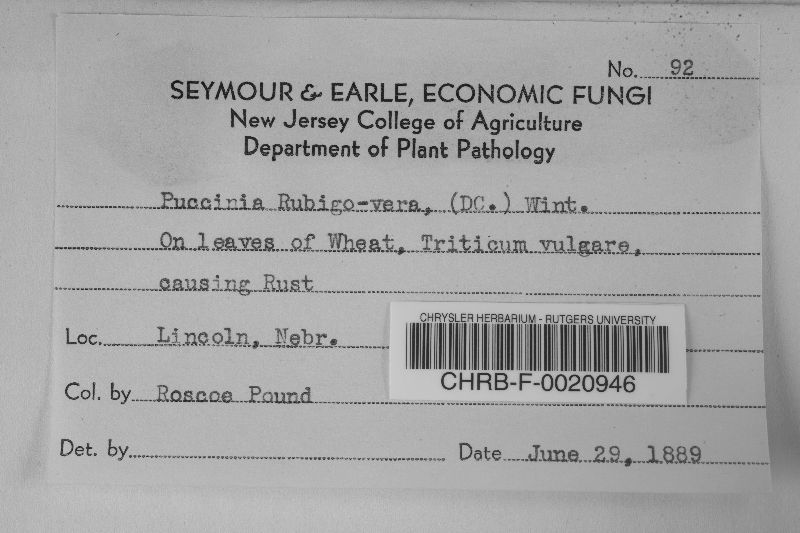 No. 92
SEYMOUR & EARLE, ECONOMIC FUNGI
New Jersey College of Agriculture
Department of Plant Pathology
Puccinia Rubigo-vera, (DC.) Wint.
On leaves of Wheat, Triticum vulgare,
causing Rust
Loc. Lincoln, Nebr.
CHRYSLER HERBARIUM - RUTGERS UNIVERSITY
CHRB-F-0020946
Col. by Roscoe Pound
Det. by
Date June 29, 1889